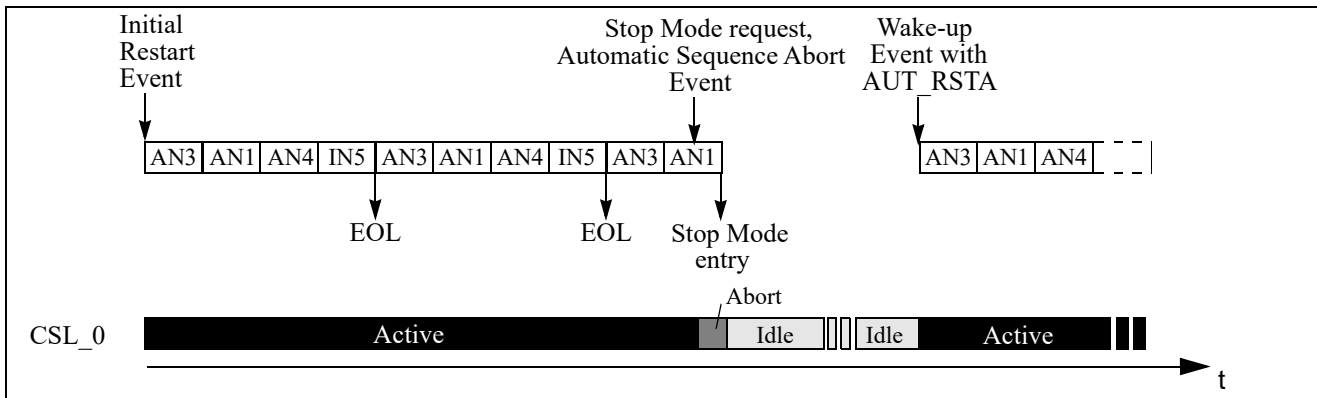 Initial
Restart
Event
Stop Mode request,
Automatic Sequence Abort
Event
Wake-up
Event with
AUT_RSTA
AN3 AN1 AN4 IN5 AN3 AN1 AN4 IN5 AN3 AN1
AN3 AN1 AN4
EOL
EOL
Stop Mode
entry
Abort
CSL_0
Active
Idle
Idle
Active
t